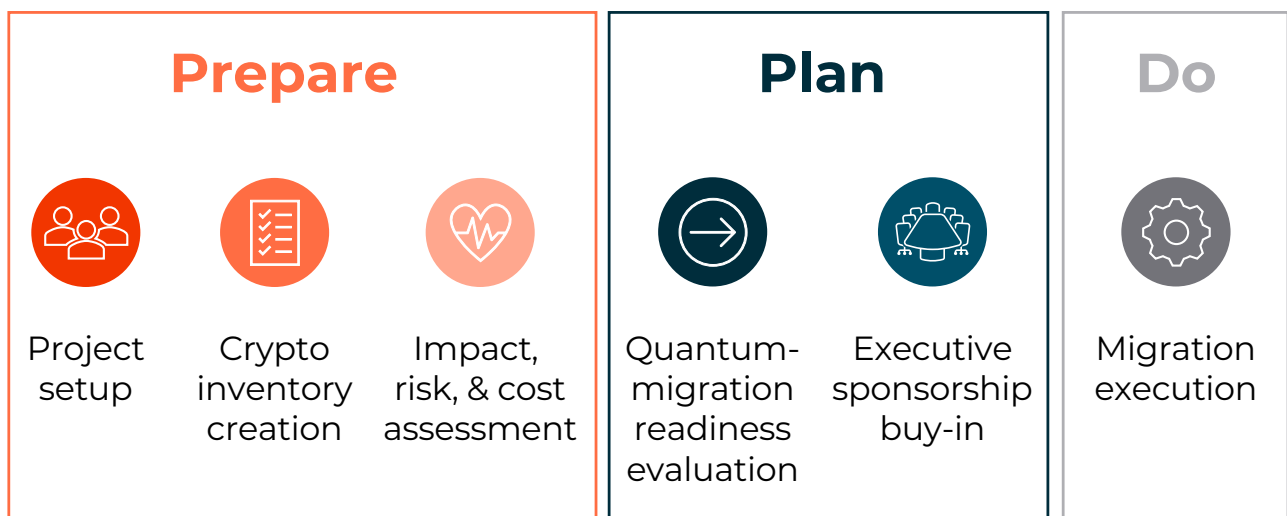 Prepare
Project
setup
Crypto
inventory
creation
Impact,
risk, & cost
assessment
Plan
Quantum-
migration
readiness
evaluation
Executive
sponsorship
buy-in
Do
Migration
execution